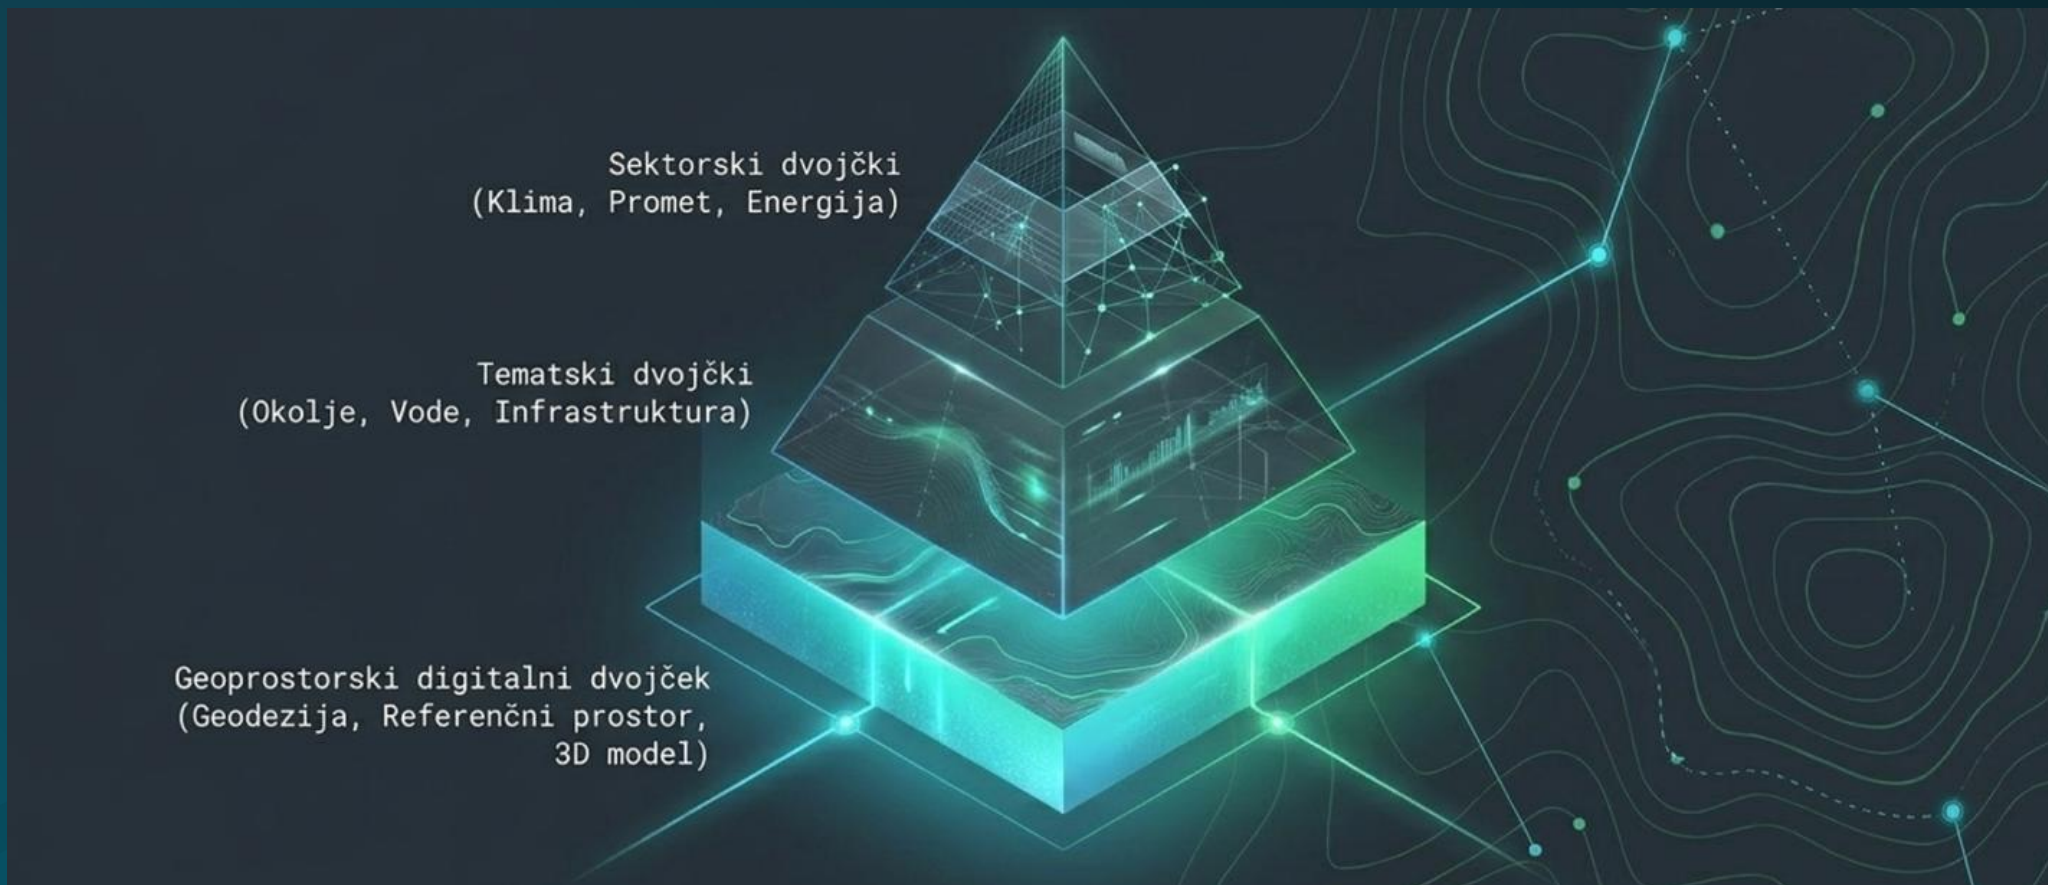 Sektorski dvojčki
(Klima, Promet, Energija)
Tematski dvojčki
(Okolje, Vode, Infrastruktura)
Geoprostorski digitalni dvojček
(Geodezija, Referenčni prostor,
3D model)